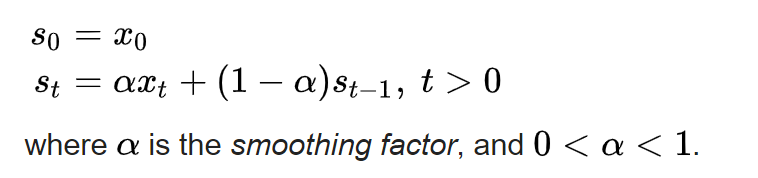 s₀ = x₀
sₜ = αxₜ + (1 − α)sₜ₋₁, t > 0
where α is the smoothing factor, and 0 < α < 1.